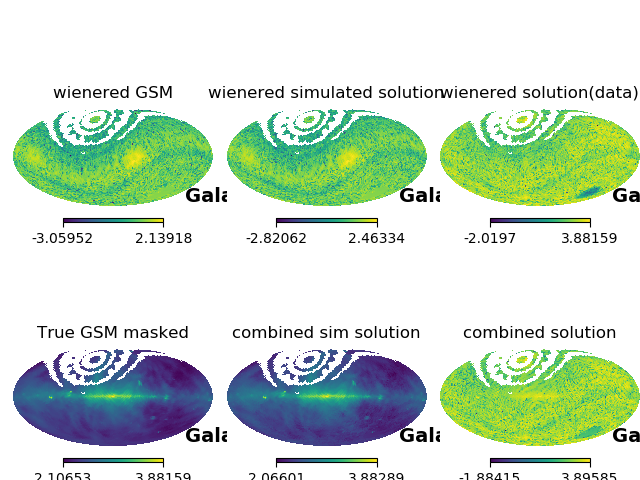 wienered GSM
wienered simulated solution
wienered solution(data)
Gala
Gala
Ga
-3.05952 2.13918
-2.82062 2.46334
-2.0197 3.88159
True GSM masked
combined sim solution
combined solution
Gala
Gala
Ga
2.10653 3.88159
2.06601 3.88289
-1.88415 3.89585